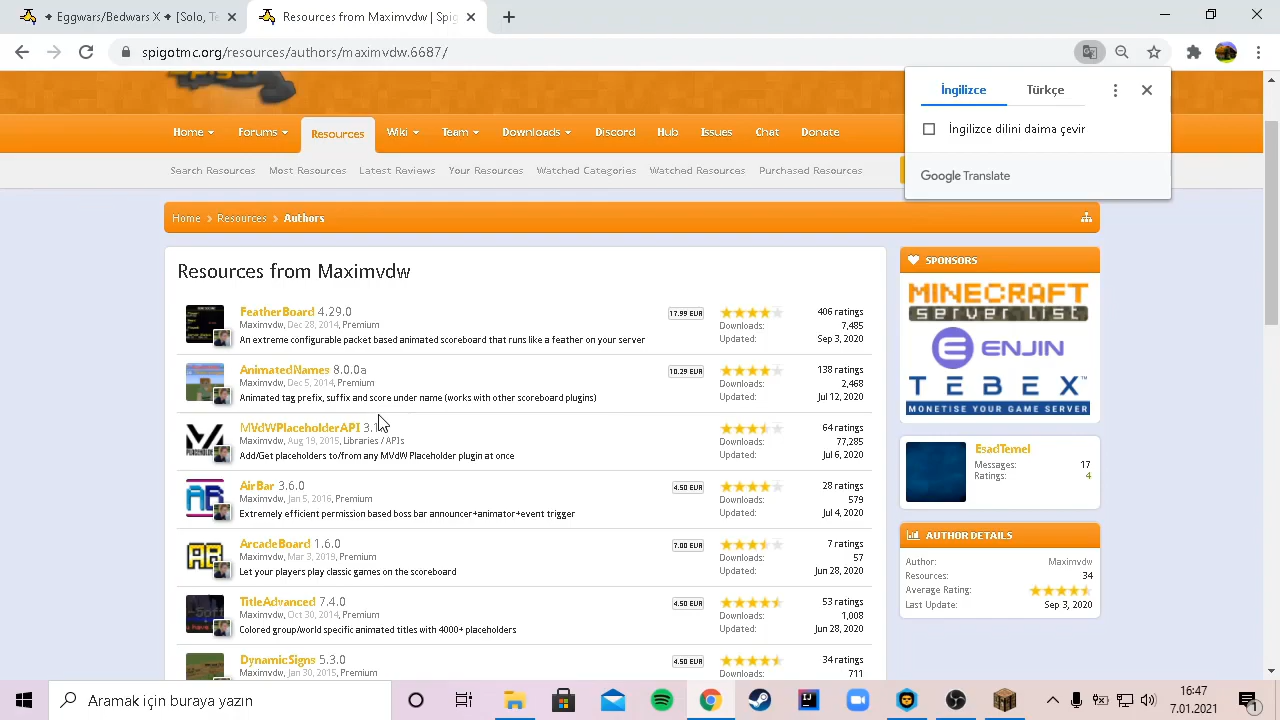 + Eggwars/Bedwars X + [Solo, Te
Resources from Maximvdw | Spig
spigotmc.org/resources/authors/maximvdw.6687/
İngilizce
Türkçe
İngilizce dilini daima çevir
Google Translate
Home
Forums
Resources
Wiki
Team
Downloads
Discord
Hub
Issues
Chat
Donate
Search Resources
Most Resources
Latest Reviews
Your Resources
Watched Categories
Watched Resources
Purchased Resources
Home > Resources > Authors
Resources from Maximvdw
FeatherBoard 4.29.0
Maximvdw, Dec 28, 2014, Premium
An extreme configurable packet based animated scoreboard that runs like a feather on your server
17.99 EUR
406 ratings
Downloads: 7,485
Updated: Sep 3, 2020
AnimatedNames 8.0.0a
Maximvdw, Dec 5, 2014, Premium
Animated tag prefix, suffix and score under name (works with other scoreboard plugins)
10.29 EUR
138 ratings
Downloads: 2,468
Updated: Jul 12, 2020
MVdWPlaceholderAPI 3.1
Maximvdw, Aug 19, 2015, Libraries / APIs
Add/Get placeholders to/from any MVdW Placeholder plugin at once
64 ratings
Downloads: 77,285
Updated: Jul 6, 2020
AirBar 3.6.0
Maximvdw, Jan 5, 2016, Premium
Extremely efficient permission based boss bar announcer+animator+event trigger
4.50 EUR
28 ratings
Downloads: 579
Updated: Jul 4, 2020
ArcadeBoard 1.6.0
Maximvdw, Mar 3, 2019, Premium
Let your players play classic games on the scoreboard
7.00 EUR
7 ratings
Downloads: 57
Updated: Jun 28, 2020
TitleAdvanced 7.4.0
Maximvdw, Oct 30, 2014, Premium
Colored group/world specific animated titles with 4000+ placeholders
4.50 EUR
53 ratings
Downloads: 1,008
Updated: Jun 28, 2020
DynamicSigns 5.3.0
Maximvdw, Jan 30, 2015, Premium
4.50 EUR
34 ratings
Downloads: 711
SPONSORS
MINECRAFT
SERVER LIST
ENJIN
TEBEX
MONETISE YOUR GAME SERVER
EsadTemel
Messages: 17
Ratings: 4
AUTHOR DETAILS
Author: Maximvdw
Resources: 34
Average Rating:
Last Update: Sep 3, 2020
Aramak için buraya yazın
16:47
7.01.2021
1